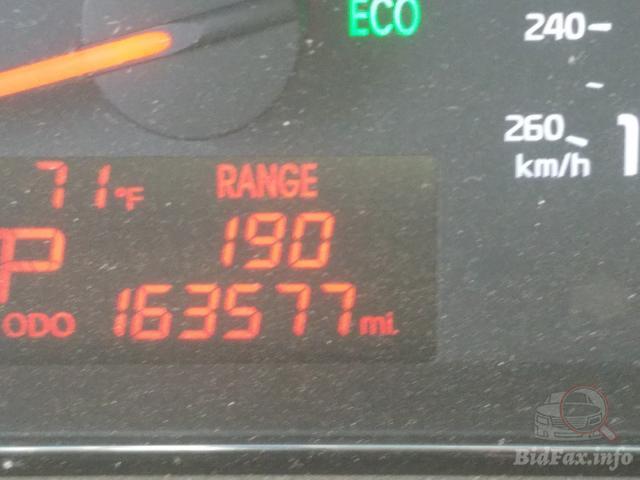 ECO
240
260
km/h
71°F
RANGE
190
P
ODO 163577 mi.
BidFax.info